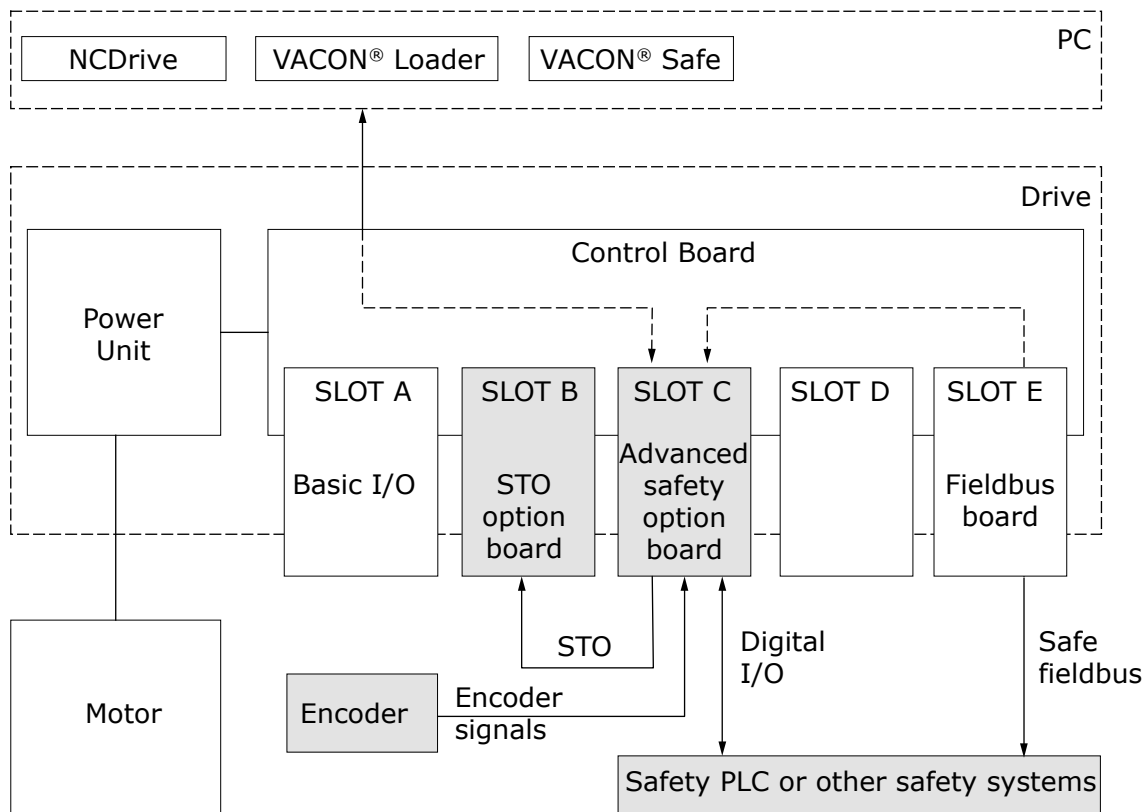 PC
NCDrive
VACON® Loader
VACON® Safe
Drive
Control Board
Power
Unit
SLOT A
SLOT B
SLOT C
SLOT D
SLOT E
Basic I/O
STO
option
board
Advanced
safety
option
board
Fieldbus
board
STO
Digital
I/O
Safe
fieldbus
Encoder
Encoder
signals
Motor
Safety PLC or other safety systems